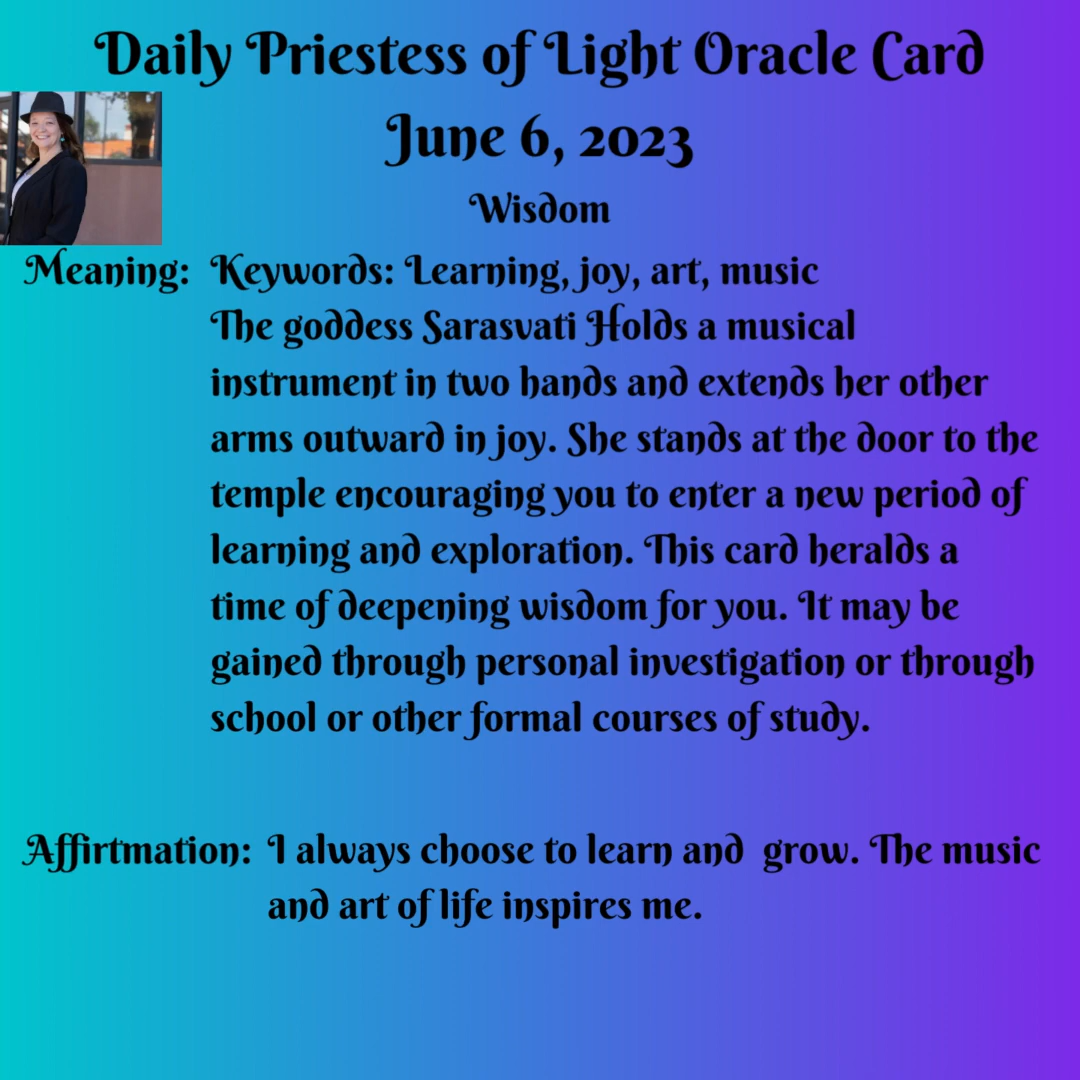 Daily Priestess of Light Oracle Card
June 6, 2023
Wisdom
Meaning: Keywords: Learning, joy, art, music
The goddess Sarasvati Holds a musical
instrument in two hands and extends her other
arms outward in joy. She stands at the door to the
temple encouraging you to enter a new period of
learning and exploration. This card heralds a
time of deepening wisdom for you. It may be
gained through personal investigation or through
school or other formal courses of study.
Affirtmation: I always choose to learn and grow. The music
and art of life inspires me.